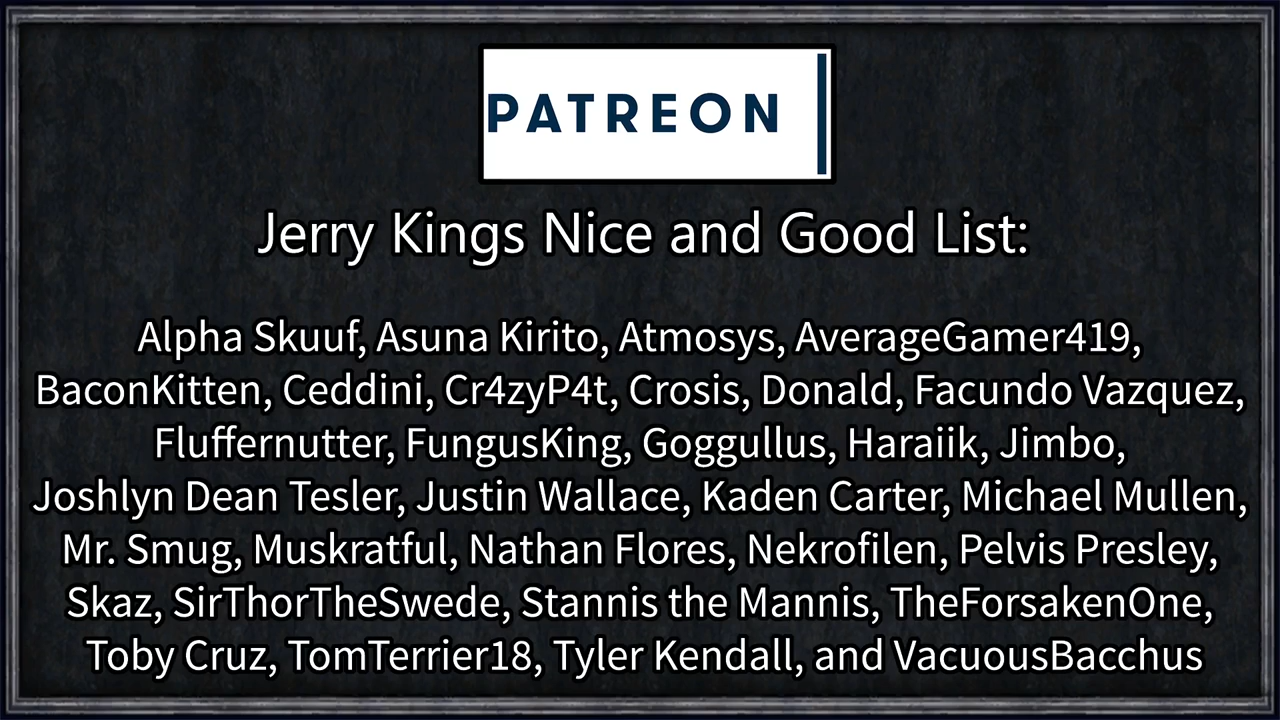 PATREON
Jerry Kings Nice and Good List:
Alpha Skuuf, Asuna Kirito, Atmosys, AverageGamer419,
BaconKitten, Ceddini, Cr4zyP4t, Crosis, Donald, Facundo Vazquez,
Fluffernutter, FungusKing, Goggullus, Haraiik, Jimbo,
Joshlyn Dean Tesler, Justin Wallace, Kaden Carter, Michael Mullen,
Mr. Smug, Muskratful, Nathan Flores, Nekrofilen, Pelvis Presley,
Skaz, SirThorTheSwede, Stannis the Mannis, TheForsakenOne,
Toby Cruz, TomTerrier18, Tyler Kendall, and VacuousBacchus